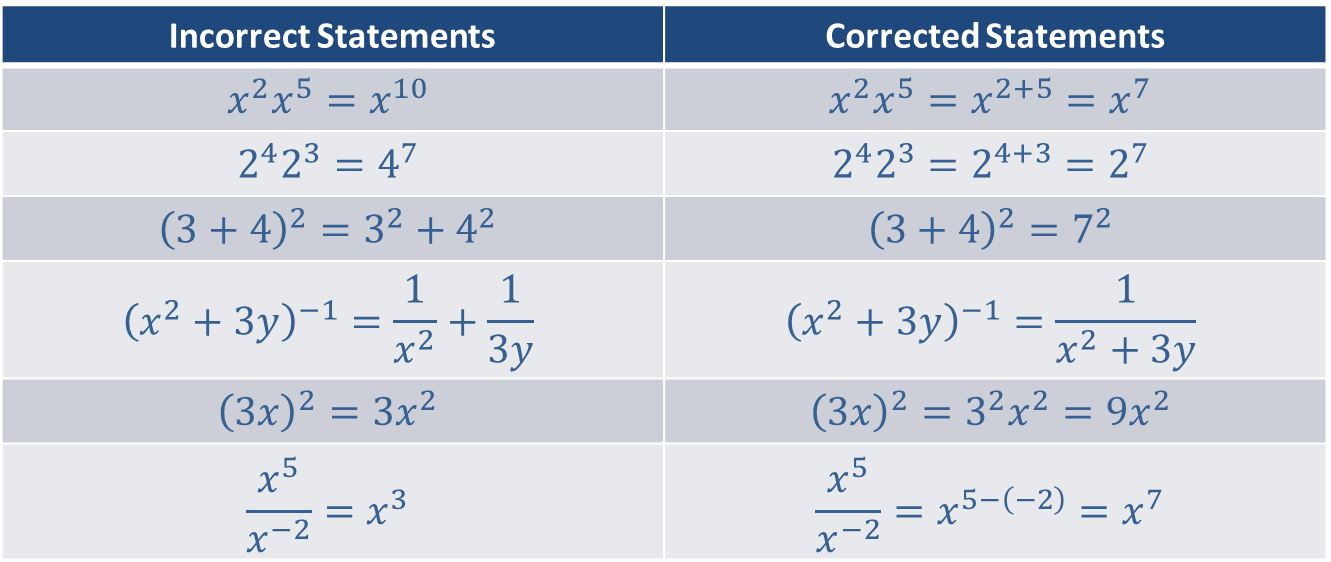 Incorrect Statements	Corrected Statements
x²x⁵ = x¹⁰	x²x⁵ = x²⁺⁵ = x⁷
2⁴2³ = 4⁷	2⁴2³ = 2⁴⁺³ = 2⁷
(3 + 4)² = 3² + 4²	(3 + 4)² = 7²
(x² + 3y)⁻¹ = 1/x² + 1/3y	(x² + 3y)⁻¹ = 1/(x² + 3y)
(3x)² = 3x²	(3x)² = 3²x² = 9x²
x⁵/x⁻² = x³	x⁵/x⁻² = x⁵⁻⁽⁻²⁾ = x⁷